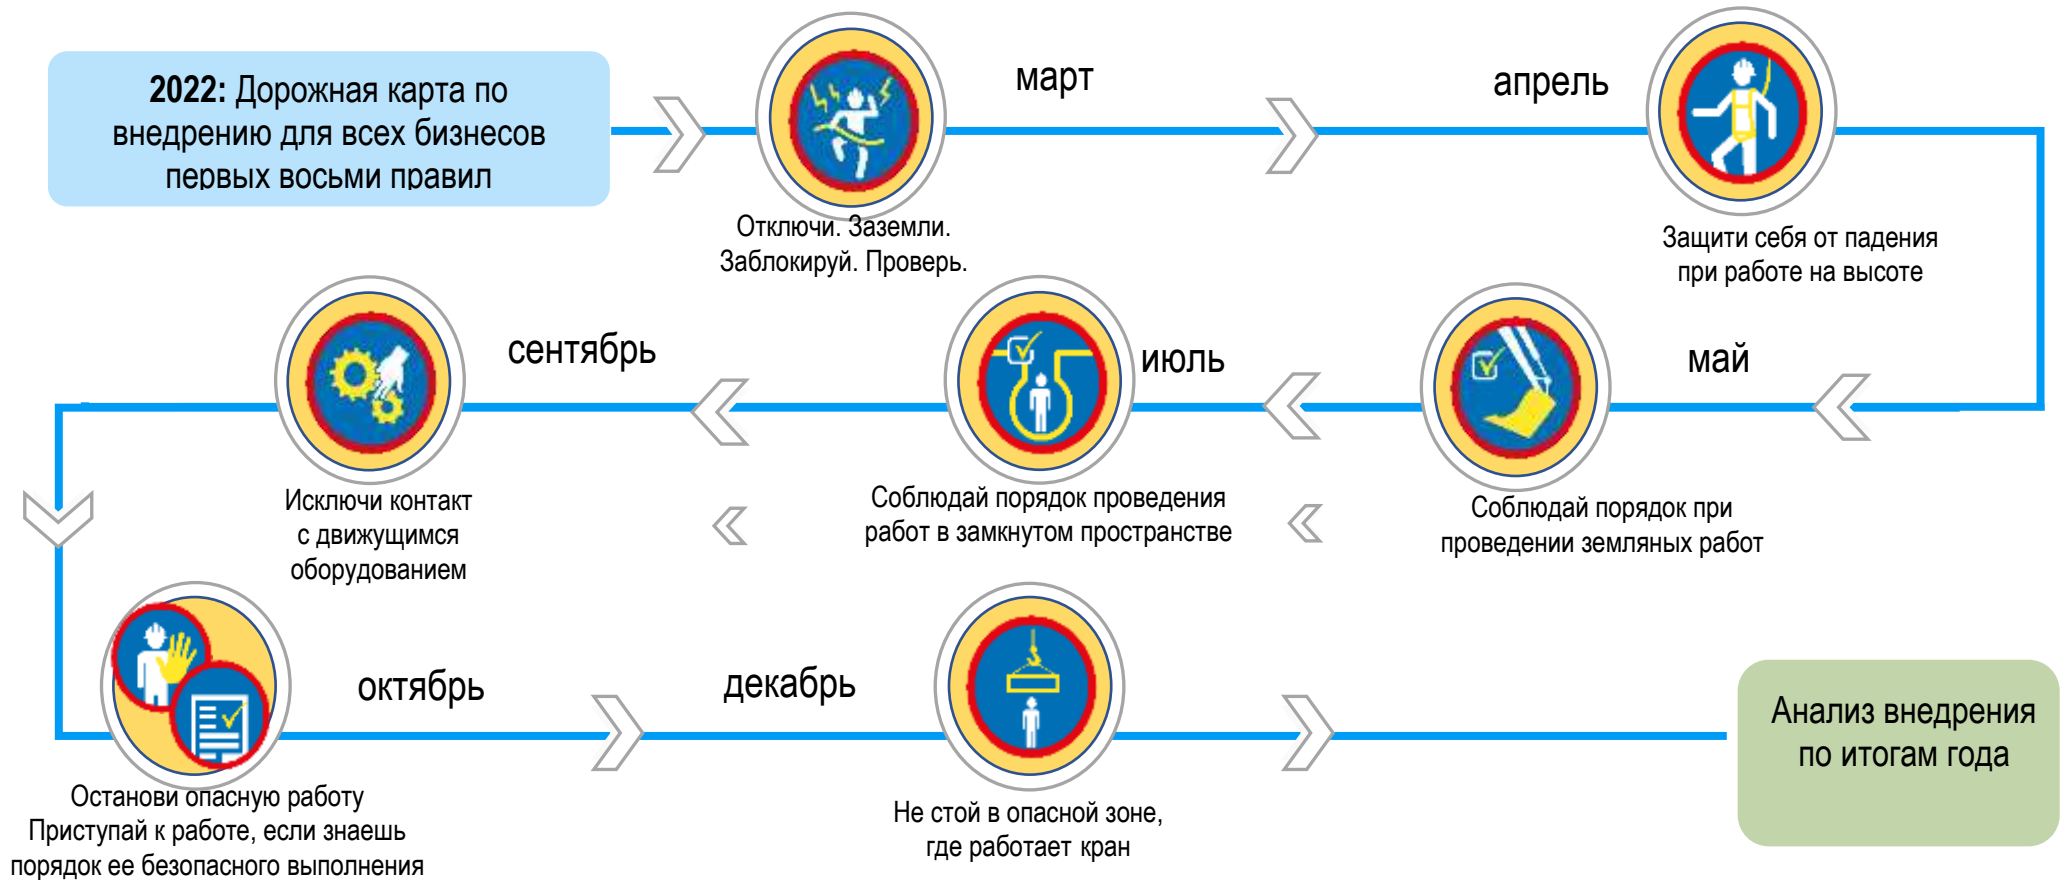 2022: Дорожная карта по
внедрению для всех бизнесов
первых восьми правил
март
Отключи. Заземли.
Заблокируй. Проверь.
апрель
Защити себя от падения
при работе на высоте
май
Соблюдай порядок при
проведении земляных работ
июль
Соблюдай порядок проведения
работ в замкнутом пространстве
сентябрь
Исключи контакт
с движущимся
оборудованием
октябрь
Останови опасную работу
Приступай к работе, если знаешь
порядок ее безопасного выполнения
декабрь
Не стой в опасной зоне,
где работает кран
Анализ внедрения
по итогам года